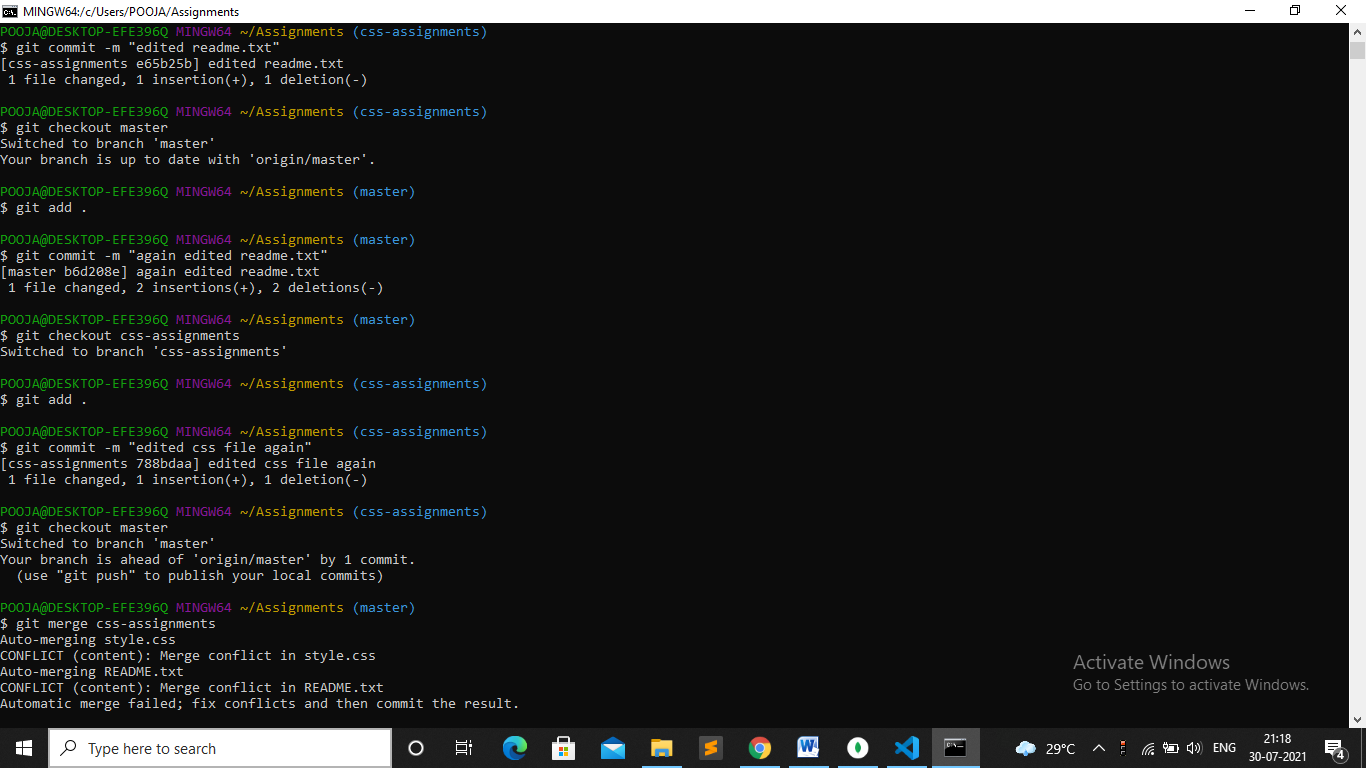 MINGW64:/c/Users/POOJA/Assignments
POOJA@DESKTOP-EFE396Q MINGW64 ~/Assignments (css-assignments)
$ git commit -m "edited readme.txt"
[css-assignments e65b25b] edited readme.txt
 1 file changed, 1 insertion(+), 1 deletion(-)
POOJA@DESKTOP-EFE396Q MINGW64 ~/Assignments (css-assignments)
$ git checkout master
Switched to branch 'master'
Your branch is up to date with 'origin/master'.
POOJA@DESKTOP-EFE396Q MINGW64 ~/Assignments (master)
$ git add .
POOJA@DESKTOP-EFE396Q MINGW64 ~/Assignments (master)
$ git commit -m "again edited readme.txt"
[master b6d208e] again edited readme.txt
 1 file changed, 2 insertions(+), 2 deletions(-)
POOJA@DESKTOP-EFE396Q MINGW64 ~/Assignments (master)
$ git checkout css-assignments
Switched to branch 'css-assignments'
POOJA@DESKTOP-EFE396Q MINGW64 ~/Assignments (css-assignments)
$ git add .
POOJA@DESKTOP-EFE396Q MINGW64 ~/Assignments (css-assignments)
$ git commit -m "edited css file again"
[css-assignments 788bdaa] edited css file again
 1 file changed, 1 insertion(+), 1 deletion(-)
POOJA@DESKTOP-EFE396Q MINGW64 ~/Assignments (css-assignments)
$ git checkout master
Switched to branch 'master'
Your branch is ahead of 'origin/master' by 1 commit.
  (use "git push" to publish your local commits)
POOJA@DESKTOP-EFE396Q MINGW64 ~/Assignments (master)
$ git merge css-assignments
Auto-merging style.css
CONFLICT (content): Merge conflict in style.css
Auto-merging README.txt
CONFLICT (content): Merge conflict in README.txt
Automatic merge failed; fix conflicts and then commit the result.
Activate Windows
Go to Settings to activate Windows.
Type here to search
29°C
ENG
21:18
30-07-2021
4